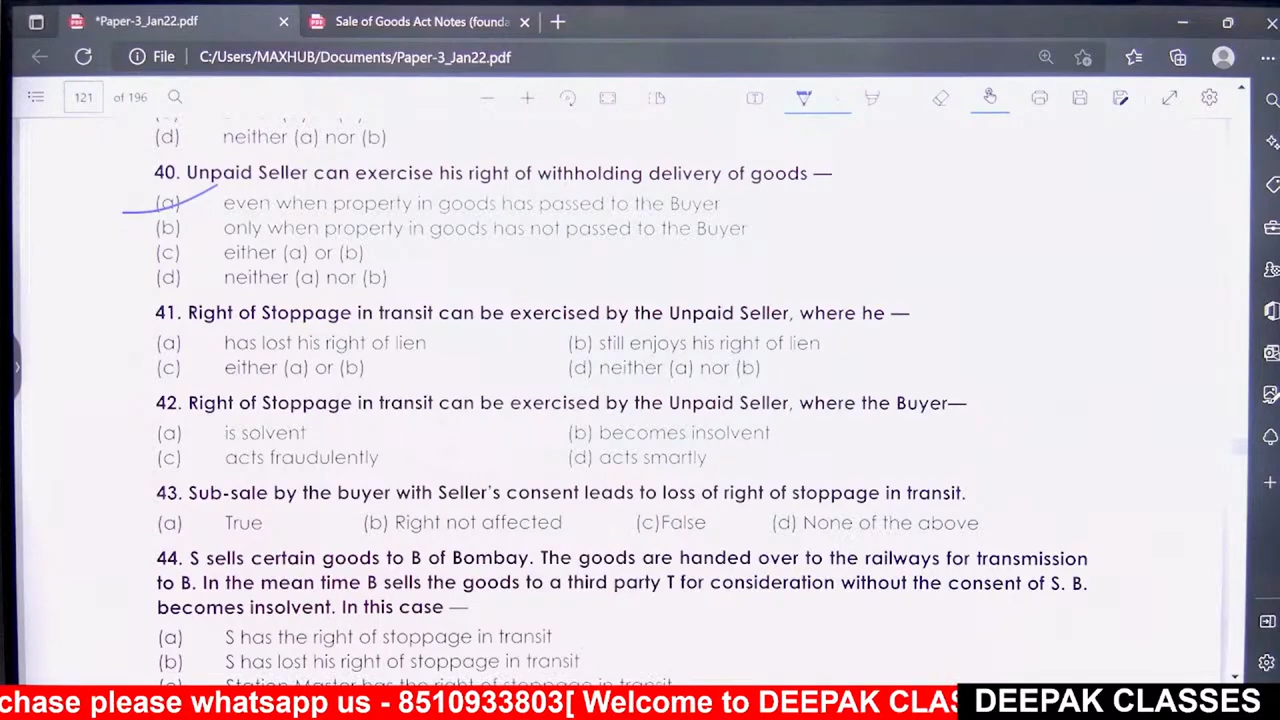 *Paper-3_Jan22.pdf
Sale of Goods Act Notes (founda
File
C:/Users/MAXHUB/Documents/Paper-3_Jan22.pdf
121 of 196
(d) neither (a) nor (b)
40. Unpaid Seller can exercise his right of withholding delivery of goods —
(a) even when property in goods has passed to the Buyer
(b) only when property in goods has not passed to the Buyer
(c) either (a) or (b)
(d) neither (a) nor (b)
41. Right of Stoppage in transit can be exercised by the Unpaid Seller, where he —
(a) has lost his right of lien (b) still enjoys his right of lien
(c) either (a) or (b) (d) neither (a) nor (b)
42. Right of Stoppage in transit can be exercised by the Unpaid Seller, where the Buyer—
(a) is solvent (b) becomes insolvent
(c) acts fraudulently (d) acts smartly
43. Sub-sale by the buyer with Seller's consent leads to loss of right of stoppage in transit.
(a) True (b) Right not affected (c)False (d) None of the above
44. S sells certain goods to B of Bombay. The goods are handed over to the railways for transmission
to B. In the mean time B sells the goods to a third party T for consideration without the consent of S. B.
becomes insolvent. In this case —
(a) S has the right of stoppage in transit
(b) S has lost his right of stoppage in transit
Station Master has the right of stoppage in transit
chase please whatsapp us - 8510933803[ Welcome to DEEPAK CLAS
DEEPAK CLASSES